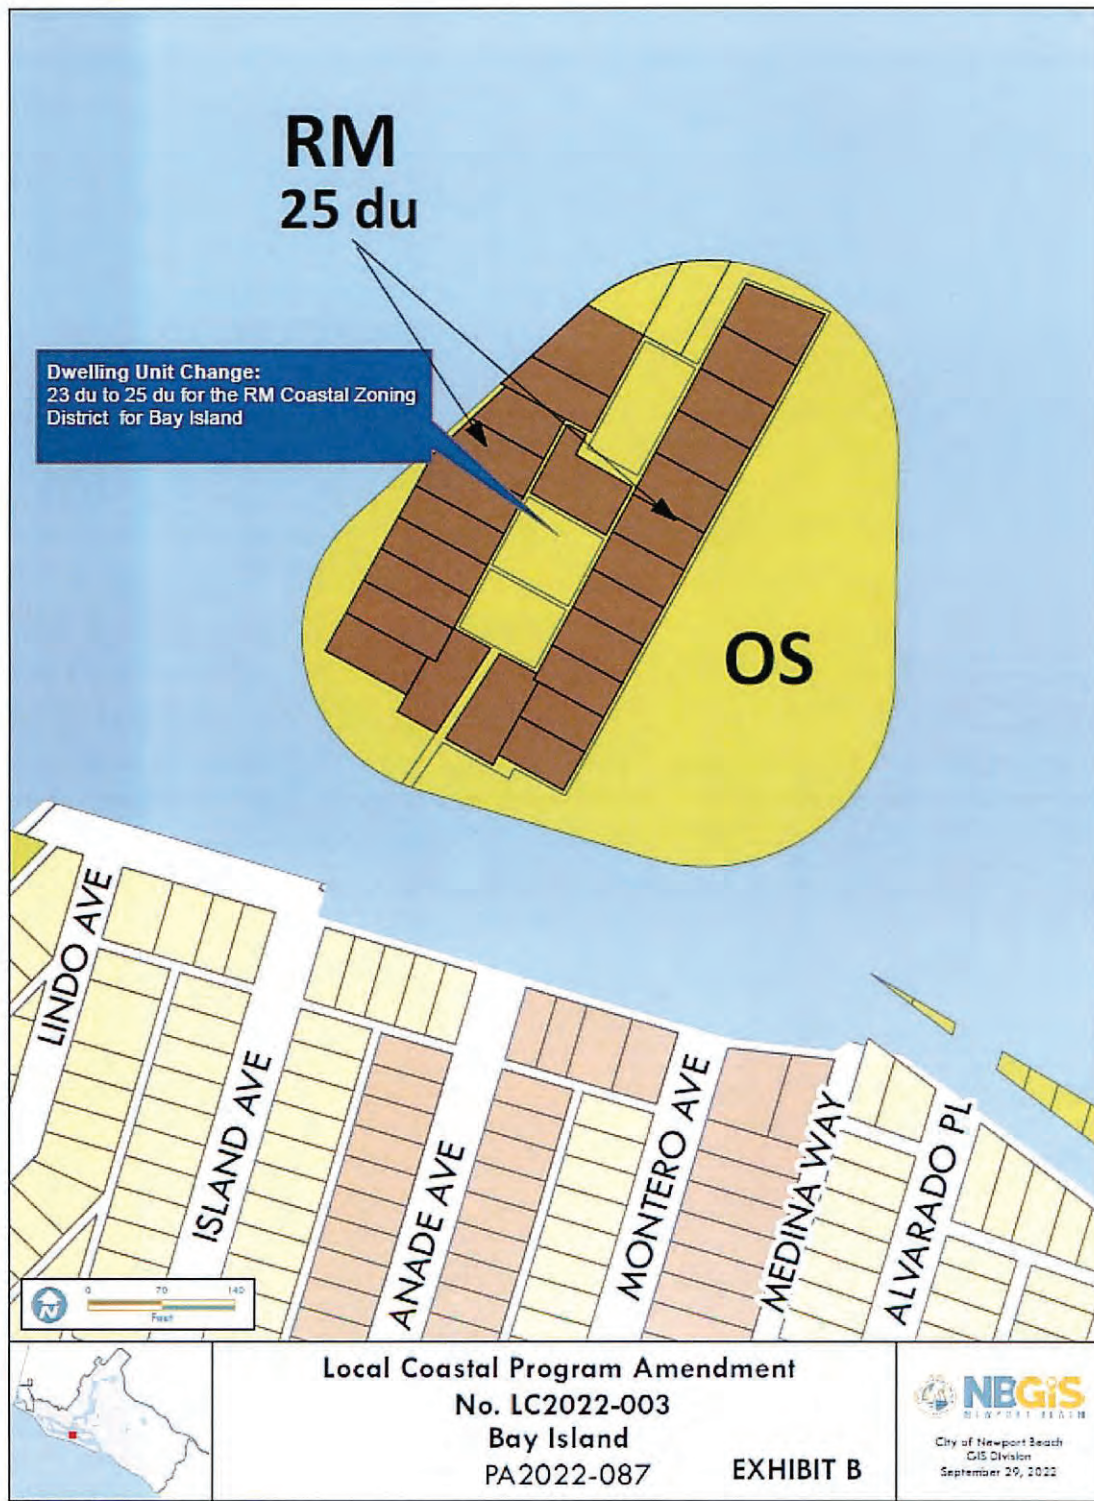 RM
25 du
Dwelling Unit Change:
23 du to 25 du for the RM Coastal Zoning
District for Bay Island
OS
LINDO AVE
ISLAND AVE
ANADE AVE
MONTERO AVE
MEDINA WAY
ALVARADO PL
N
0 70 140
Feet
Local Coastal Program Amendment
No. LC2022-003
Bay Island
PA2022-087
EXHIBIT B
NBGIS
NEWPORT BEACH
City of Newport Beach
GIS Division
September 29, 2022